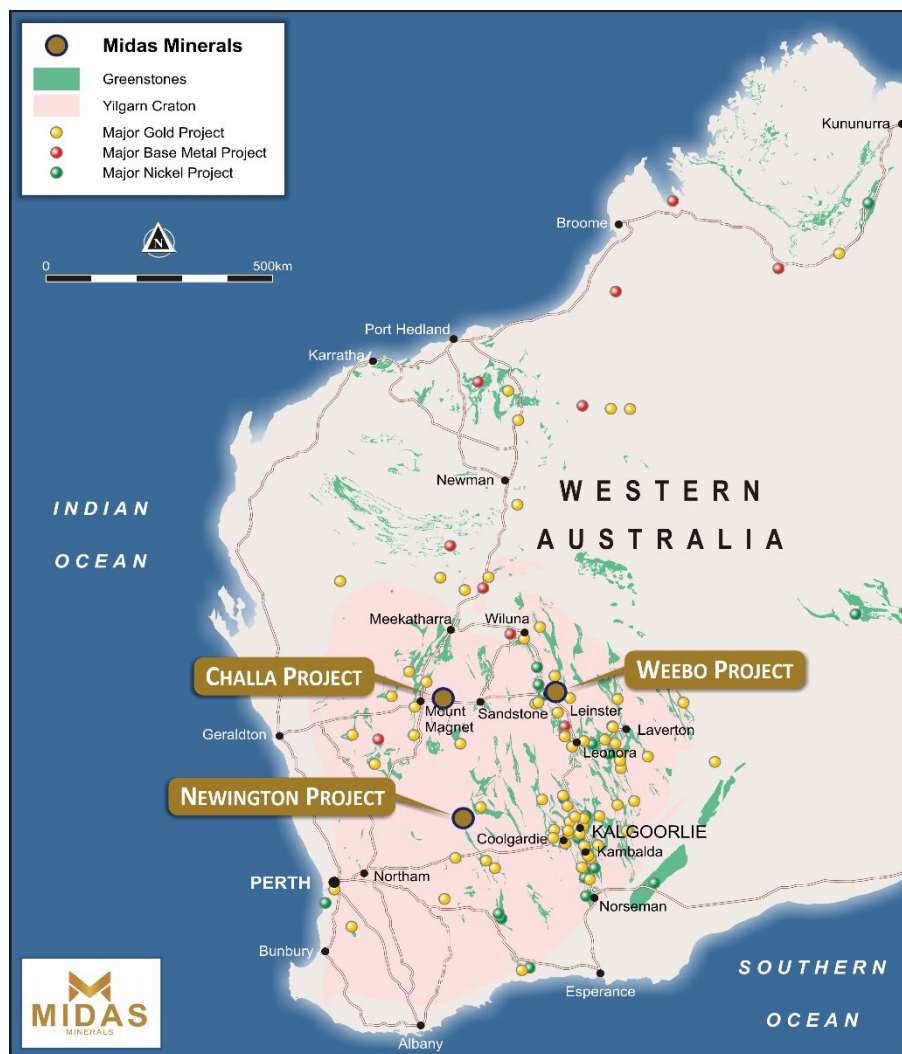 Midas Minerals
Greenstones
Yilgarn Craton
Major Gold Project
Major Base Metal Project
Major Nickel Project
N
0
500km
Kununurra
Broome
Port Hedland
Karratha
Newman
WESTERN
AUSTRALIA
INDIAN
OCEAN
Meekatharra
Wiluna
CHALLA PROJECT
WEEBO PROJECT
Mount
Magnet
Sandstone
Leinster
Laverton
Leonora
Geraldton
NEWINGTON PROJECT
Coolgardie
KALGOORLIE
Kambalda
PERTH
Northam
Norseman
Bunbury
Esperance
Albany
SOUTHERN
OCEAN
MIDAS
MINERALS